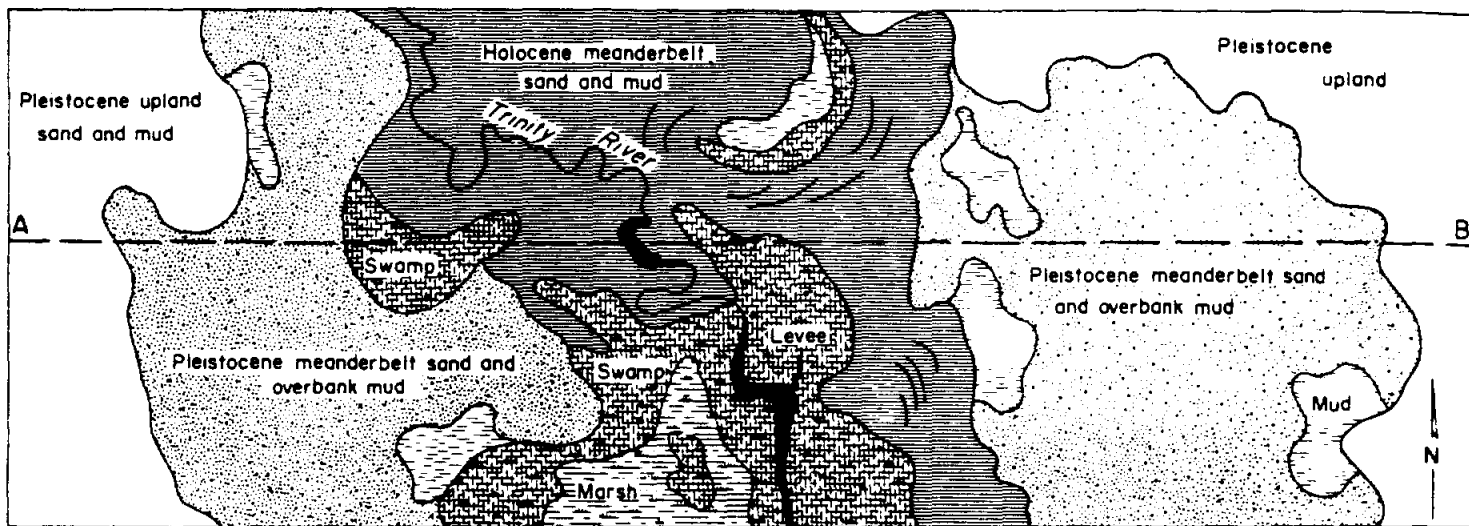 Pleistocene upland
sand and mud
Holocene meanderbelt
sand and mud
Pleistocene
upland
Trinity
River
A
B
Swamp
Pleistocene meanderbelt sand
and overbank mud
Levee
Pleistocene meanderbelt sand and
overbank mud
Swamp
Mud
Marsh
N